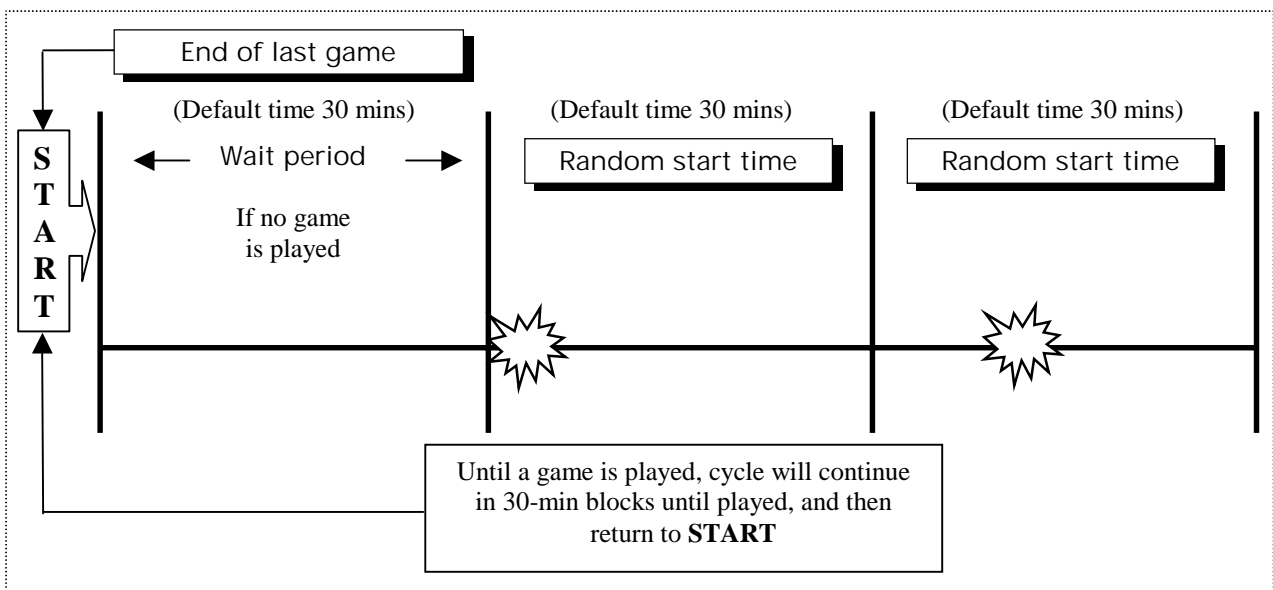 End of last game
(Default time 30 mins)
(Default time 30 mins)
(Default time 30 mins)
START
Wait period
Random start time
Random start time
If no game
is played
Until a game is played, cycle will continue
in 30-min blocks until played, and then
return to START